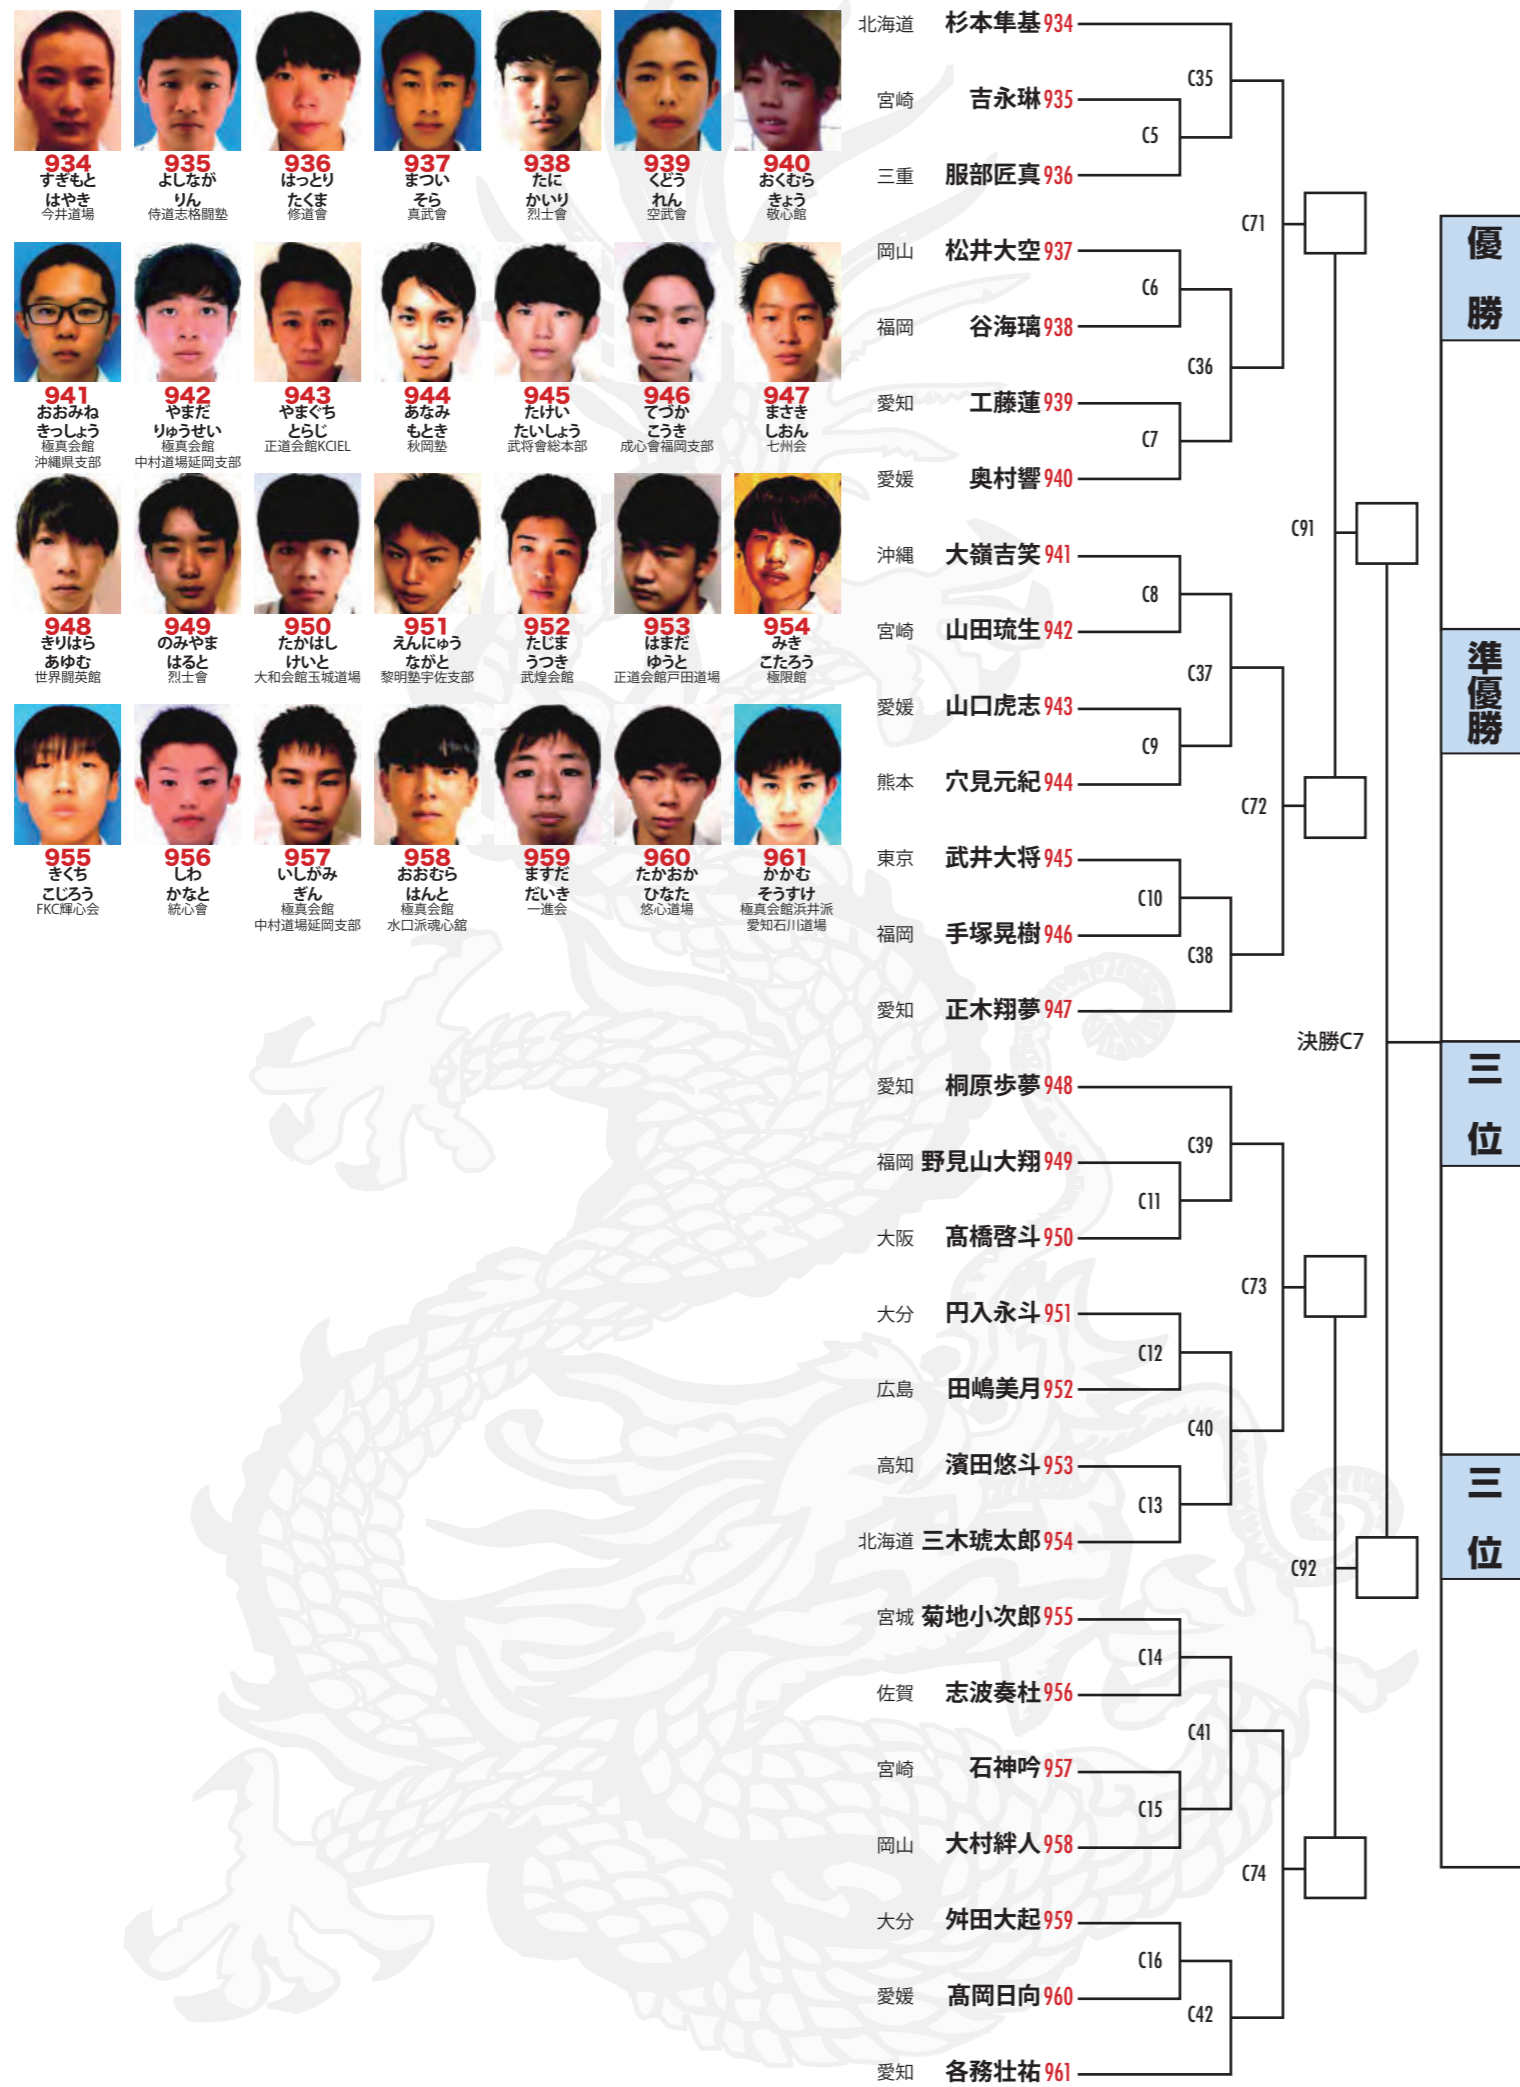 934
すぎもと
はやき
今井道場
935
よしなが
りん
侍道志格闘塾
936
はっとり
たくま
修道會
937
まつい
そら
真武會
938
たに
かいり
烈士會
939
くどう
れん
空武會
940
おくむら
きょう
敬心館
941
おおみね
きっしょう
極真会館
沖縄県支部
942
やまだ
りゅうせい
極真会館
中村道場延岡支部
943
やまぐち
とらじ
正道会館KCIEL
944
あなみ
もとき
秋岡塾
945
たけい
たいしょう
武将會総本部
946
てづか
こうき
成心會福岡支部
947
まさき
しおん
七州会
948
きりはら
あゆむ
世界闘英館
949
のみやま
はると
烈士會
950
たかはし
けいと
大和会館玉城道場
951
えんにゅう
ながと
黎明塾宇佐支部
952
たじま
うつき
武煌会館
953
はまだ
ゆうと
正道会館戸田道場
954
みき
こたろう
極限館
955
きくち
こじろう
FKC輝心会
956
しわ
かなと
統心會
957
いしがみ
ぎん
極真会館
中村道場延岡支部
958
おおむら
はんと
極真会館
水口派魂心舘
959
ますだ
だいき
一進会
960
たかおか
ひなた
悠心道場
961
かかむ
そうすけ
極真会館浜井派
愛知石川道場
北海道 杉本隼基 934
宮崎 吉永琳 935
三重 服部匠真 936
岡山 松井大空 937
福岡 谷海璃 938
愛知 工藤蓮 939
愛媛 奥村響 940
沖縄 大嶺吉笑 941
宮崎 山田琉生 942
愛媛 山口虎志 943
熊本 穴見元紀 944
東京 武井大将 945
福岡 手塚晃樹 946
愛知 正木翔夢 947
愛知 桐原歩夢 948
福岡 野見山大翔 949
大阪 髙橋啓斗 950
大分 円入永斗 951
広島 田嶋美月 952
高知 濱田悠斗 953
北海道 三木琥太郎 954
宮城 菊地小次郎 955
佐賀 志波奏杜 956
宮崎 石神吟 957
岡山 大村絆人 958
大分 舛田大起 959
愛媛 髙岡日向 960
愛知 各務壮祐 961
C5
C6
C7
C8
C9
C10
C11
C12
C13
C14
C15
C16
C35
C36
C37
C38
C39
C40
C41
C42
C71
C72
C73
C74
C91
C92
決勝C7
優勝
準優勝
三位
三位